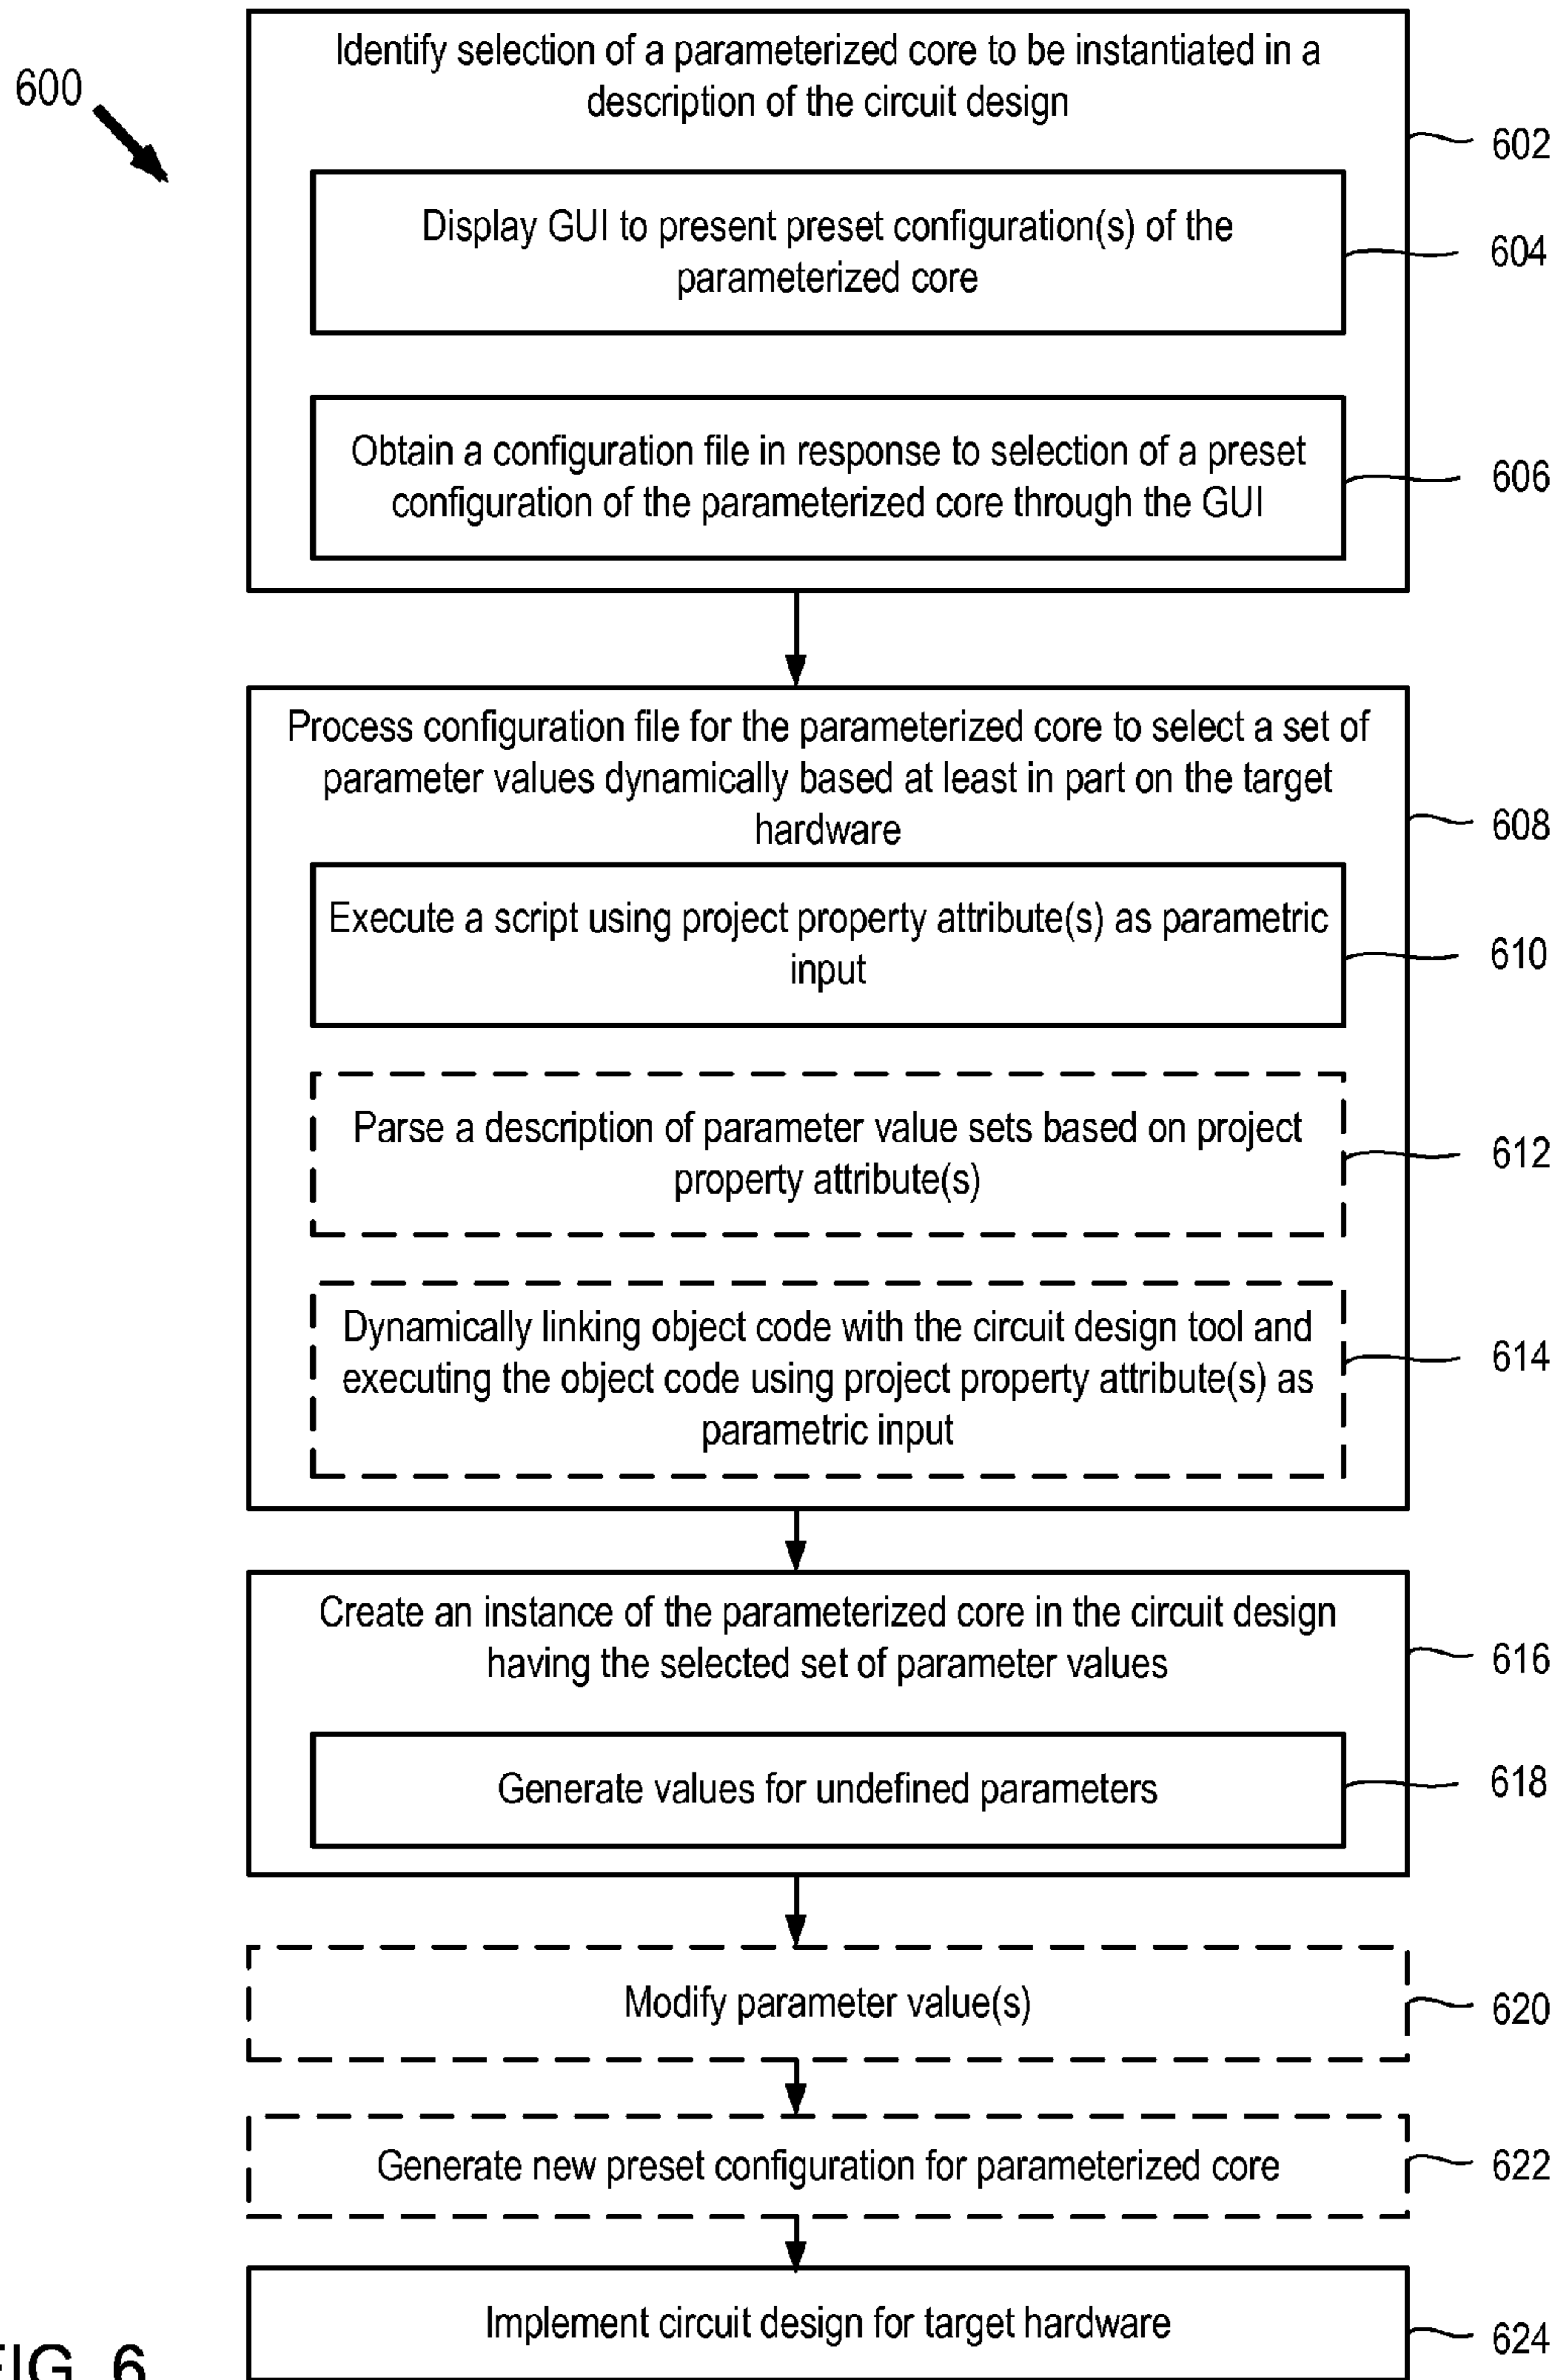 600
Identify selection of a parameterized core to be instantiated in a
description of the circuit design
602
Display GUI to present preset configuration(s) of the
parameterized core
604
Obtain a configuration file in response to selection of a preset
configuration of the parameterized core through the GUI
606
Process configuration file for the parameterized core to select a set of
parameter values dynamically based at least in part on the target
hardware
608
Execute a script using project property attribute(s) as parametric
input
610
Parse a description of parameter value sets based on project
property attribute(s)
612
Dynamically linking object code with the circuit design tool and
executing the object code using project property attribute(s) as
parametric input
614
Create an instance of the parameterized core in the circuit design
having the selected set of parameter values
616
Generate values for undefined parameters
618
Modify parameter value(s)
620
Generate new preset configuration for parameterized core
622
Implement circuit design for target hardware
624
FIG. 6